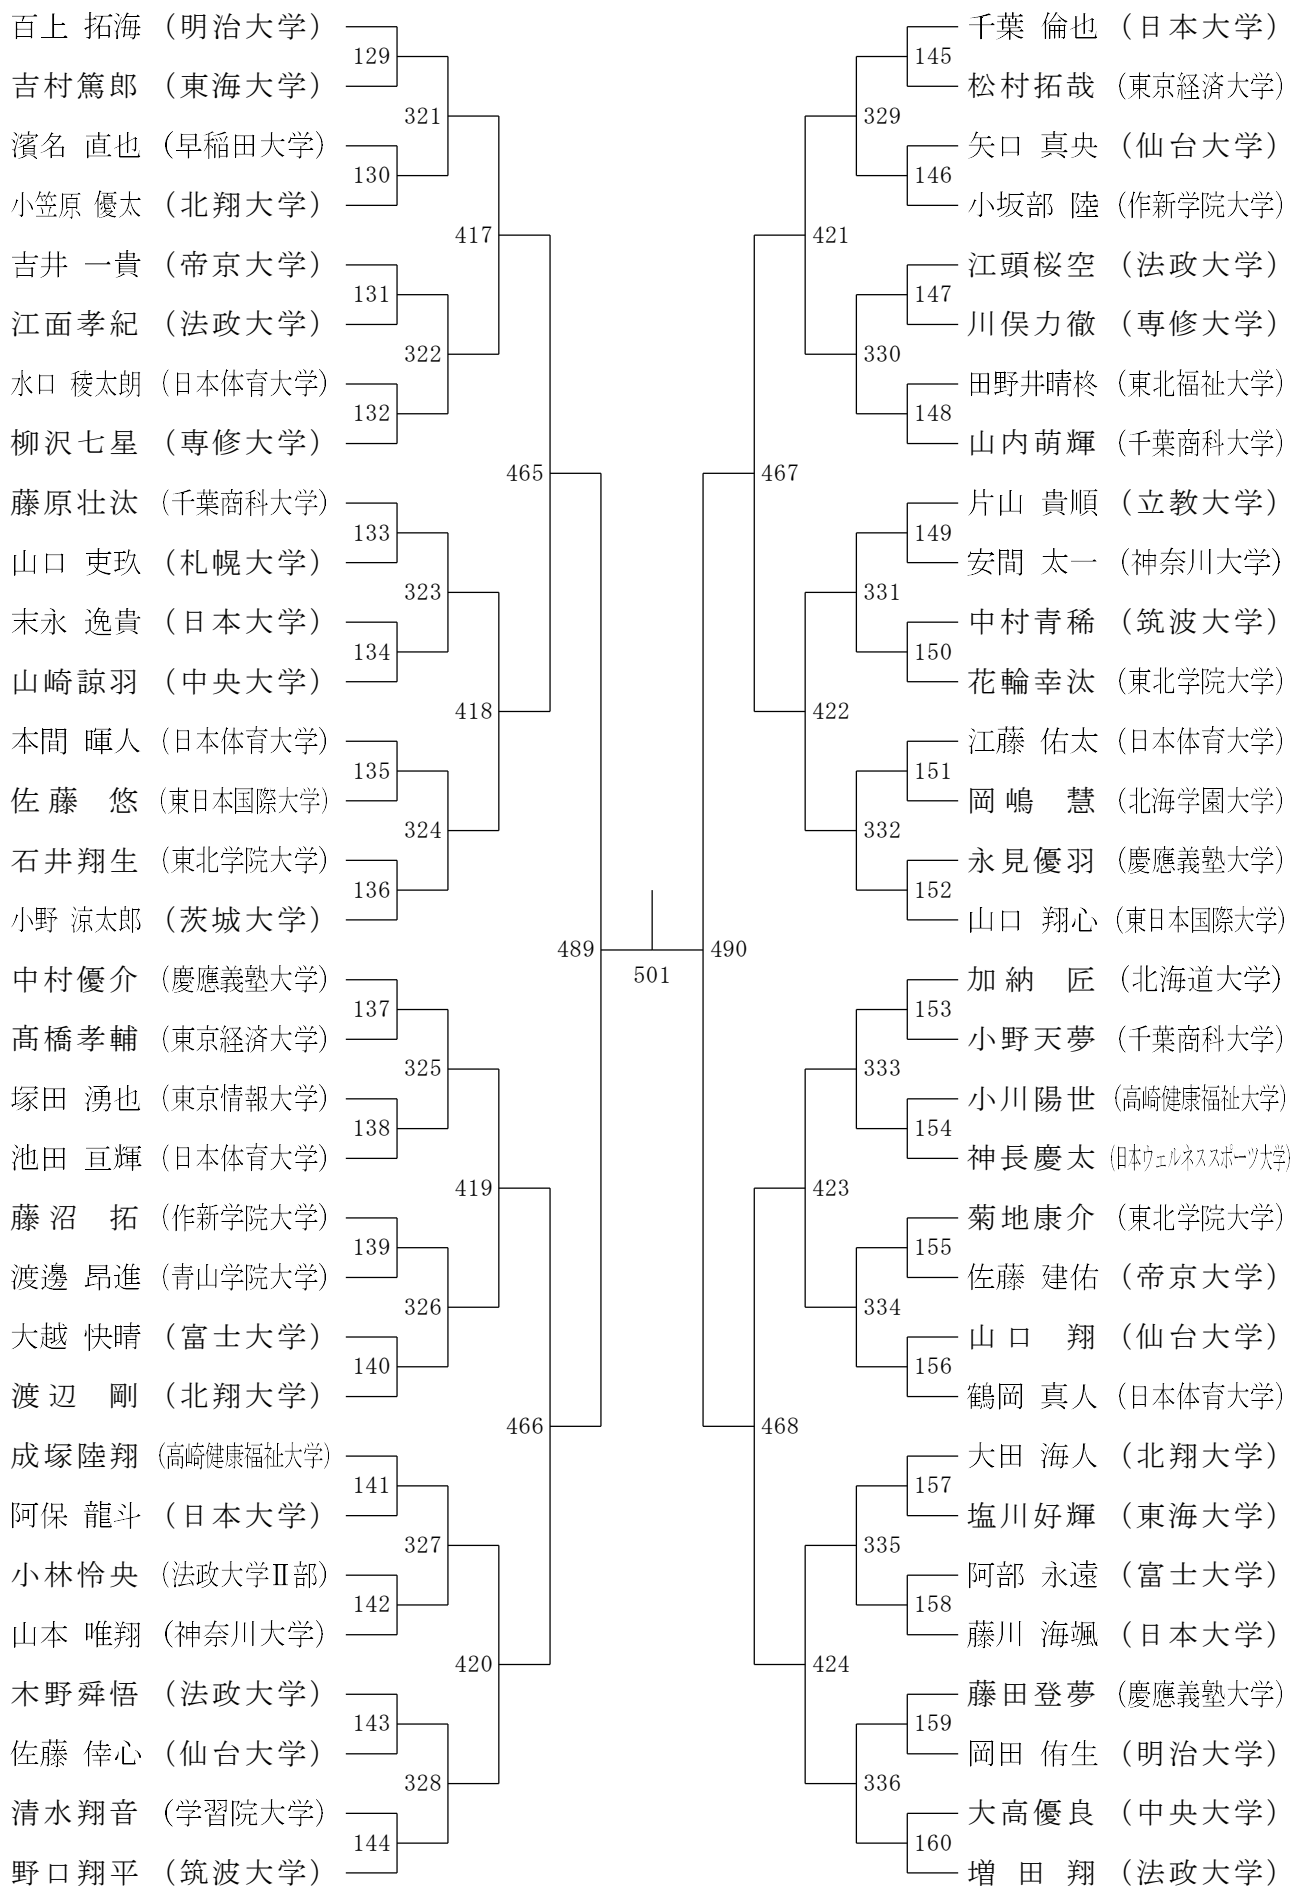 百上 拓海 (明治大学)
129
吉村篤郎 (東海大学)
321
濱名 直也 (早稲田大学)
130
小笠原 優太 (北翔大学)
417
吉井 一貴 (帝京大学)
131
江面孝紀 (法政大学)
322
水口 稜太朗 (日本体育大学)
132
柳沢七星 (専修大学)
465
藤原壮汰 (千葉商科大学)
133
山口 吏玖 (札幌大学)
323
末永 逸貴 (日本大学)
134
山崎諒羽 (中央大学)
418
本間 暉人 (日本体育大学)
135
佐藤 悠 (東日本国際大学)
324
石井翔生 (東北学院大学)
136
小野 涼太郎 (茨城大学)
489
中村優介 (慶應義塾大学)
137
髙橋孝輔 (東京経済大学)
325
塚田 湧也 (東京情報大学)
138
池田 亘輝 (日本体育大学)
419
藤沼 拓 (作新学院大学)
139
渡邊 昂進 (青山学院大学)
326
大越 快晴 (富士大学)
140
渡辺 剛 (北翔大学)
466
成塚陸翔 (高崎健康福祉大学)
141
阿保 龍斗 (日本大学)
327
小林怜央 (法政大学Ⅱ部)
142
山本 唯翔 (神奈川大学)
420
木野舜悟 (法政大学)
143
佐藤 倖心 (仙台大学)
328
清水翔音 (学習院大学)
144
野口翔平 (筑波大学)
501
千葉 倫也 (日本大学)
145
松村拓哉 (東京経済大学)
329
矢口 真央 (仙台大学)
146
小坂部 陸 (作新学院大学)
421
江頭桜空 (法政大学)
147
川俣力徹 (専修大学)
330
田野井晴柊 (東北福祉大学)
148
山内萌輝 (千葉商科大学)
467
片山 貴順 (立教大学)
149
安間 太一 (神奈川大学)
331
中村青稀 (筑波大学)
150
花輪幸汰 (東北学院大学)
422
江藤 佑太 (日本体育大学)
151
岡嶋 慧 (北海学園大学)
332
永見優羽 (慶應義塾大学)
152
山口 翔心 (東日本国際大学)
490
加納 匠 (北海道大学)
153
小野天夢 (千葉商科大学)
333
小川陽世 (高崎健康福祉大学)
154
神長慶太 (日本ウェルネススポーツ大学)
423
菊地康介 (東北学院大学)
155
佐藤 建佑 (帝京大学)
334
山口 翔 (仙台大学)
156
鶴岡 真人 (日本体育大学)
468
大田 海人 (北翔大学)
157
塩川好輝 (東海大学)
335
阿部 永遠 (富士大学)
158
藤川 海颯 (日本大学)
424
藤田登夢 (慶應義塾大学)
159
岡田 侑生 (明治大学)
336
大高優良 (中央大学)
160
増田翔 (法政大学)